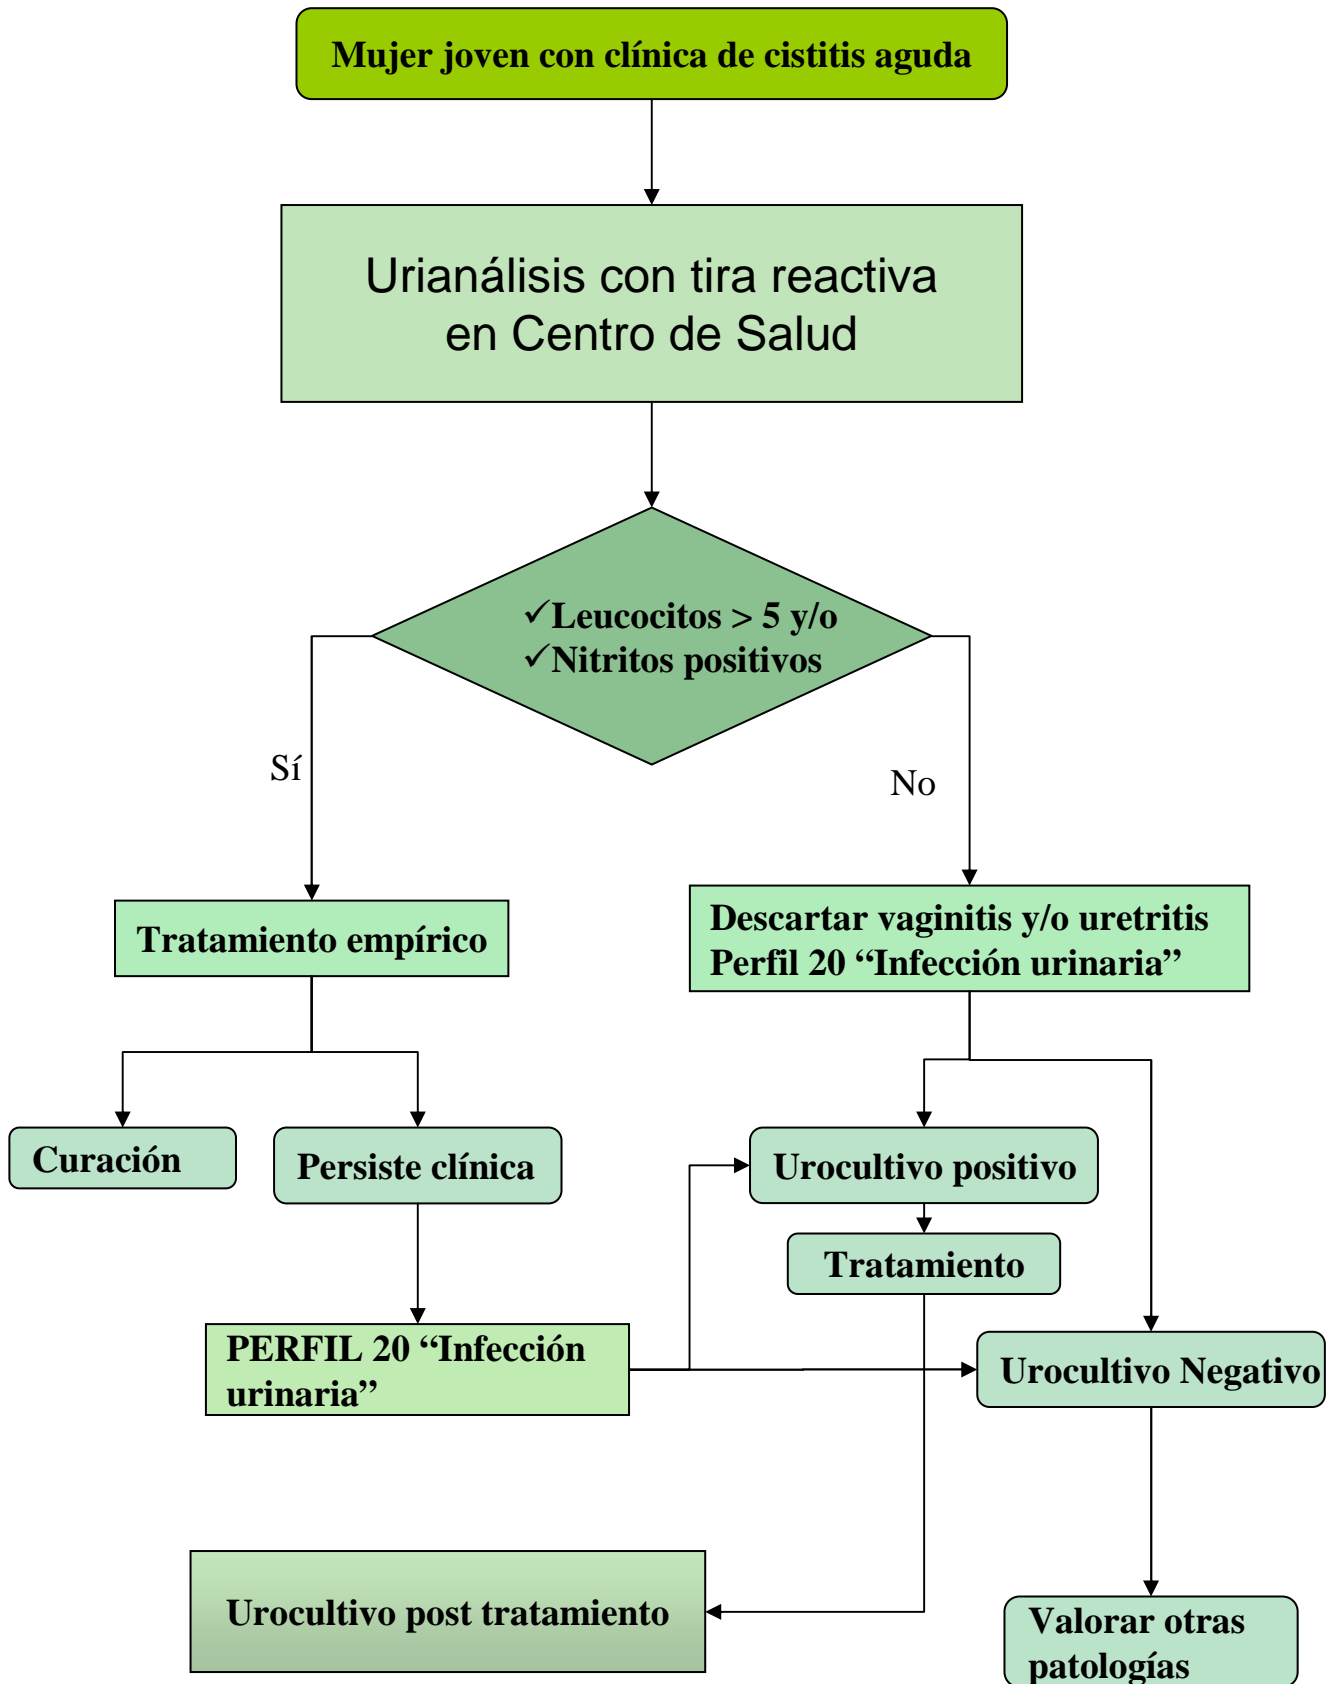 Mujer joven con clínica de cistitis aguda
Urianálisis con tira reactiva
en Centro de Salud
✓Leucocitos > 5 y/o
✓Nitritos positivos
Sí
No
Tratamiento empírico
Descartar vaginitis y/o uretritis
Perfil 20 “Infección urinaria”
Curación
Persiste clínica
Urocultivo positivo
Tratamiento
PERFIL 20 “Infección
urinaria”
Urocultivo Negativo
Urocultivo post tratamiento
Valorar otras
patologías